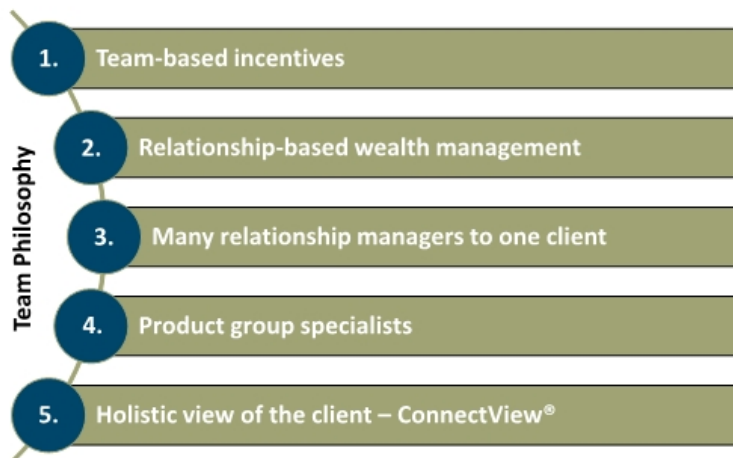 Team Philosophy
1. Team-based incentives
2. Relationship-based wealth management
3. Many relationship managers to one client
4. Product group specialists
5. Holistic view of the client – ConnectView®